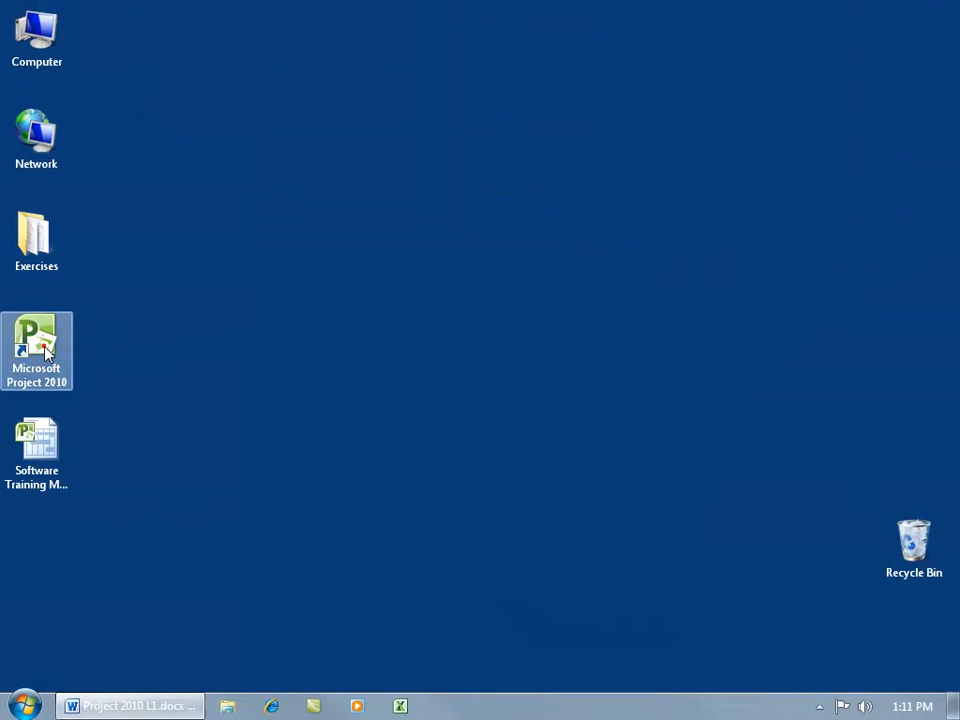 Computer
Network
Exercises
Microsoft
Project 2010
Software
Training M...
Recycle Bin
Project 2010 L1.docx ...
1:11 PM